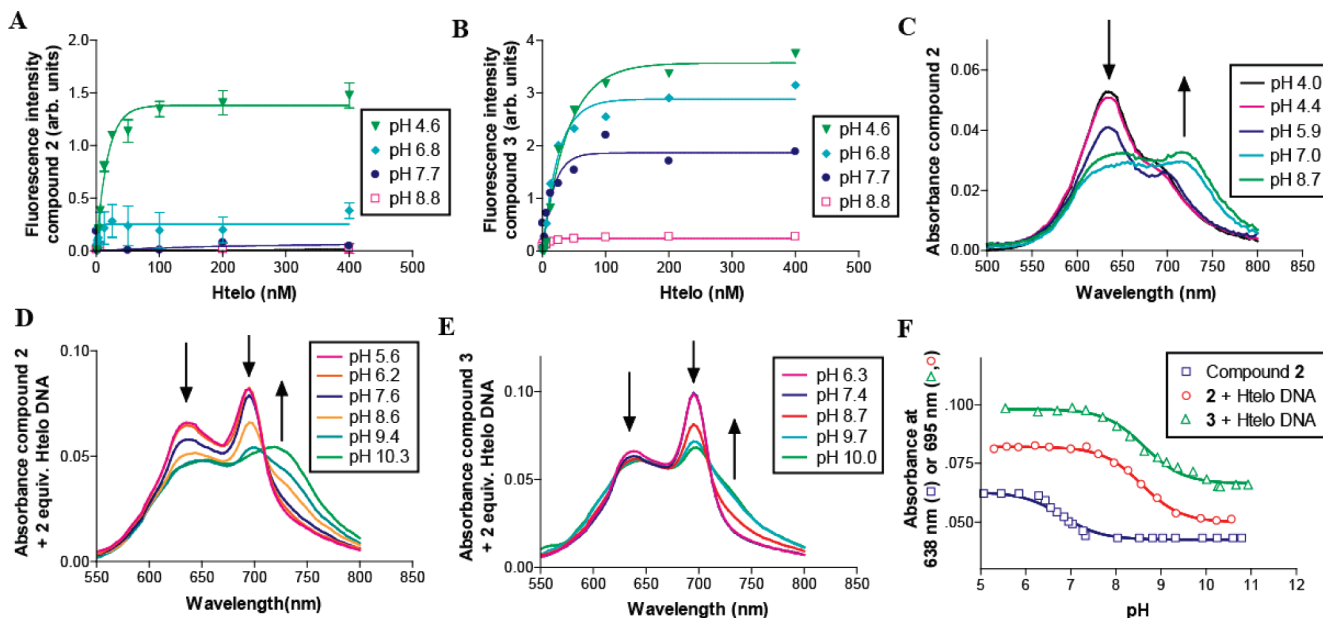 A
Fluorescence intensity
compound 2 (arb. units)
2.0
1.5
1.0
0.5
0.0
0 100 200 300 400 500
Htelo (nM)
pH 4.6
pH 6.8
pH 7.7
pH 8.8
B
Fluorescence intensity
compound 3 (arb. units)
4
3
2
1
0
0 100 200 300 400 500
Htelo (nM)
pH 4.6
pH 6.8
pH 7.7
pH 8.8
C
Absorbance compound 2
0.06
0.04
0.02
0.00
500 550 600 650 700 750 800 850
Wavelength (nm)
pH 4.0
pH 4.4
pH 5.9
pH 7.0
pH 8.7
D
Absorbance compound 2
+ 2 equiv. Htelo DNA
0.10
0.05
0.00
550 600 650 700 750 800 850
Wavelength(nm)
pH 5.6
pH 6.2
pH 7.6
pH 8.6
pH 9.4
pH 10.3
E
Absorbance compound 3
+ 2 equiv. Htelo DNA
0.10
0.05
0.00
550 600 650 700 750 800 850
Wavelength (nm)
pH 6.3
pH 7.4
pH 8.7
pH 9.7
pH 10.0
F
Absorbance at
638 nm (□) or 695 nm (△,○)
.100
.075
.050
5 6 7 8 9 10 11 12
pH
Compound 2
2 + Htelo DNA
3 + Htelo DNA